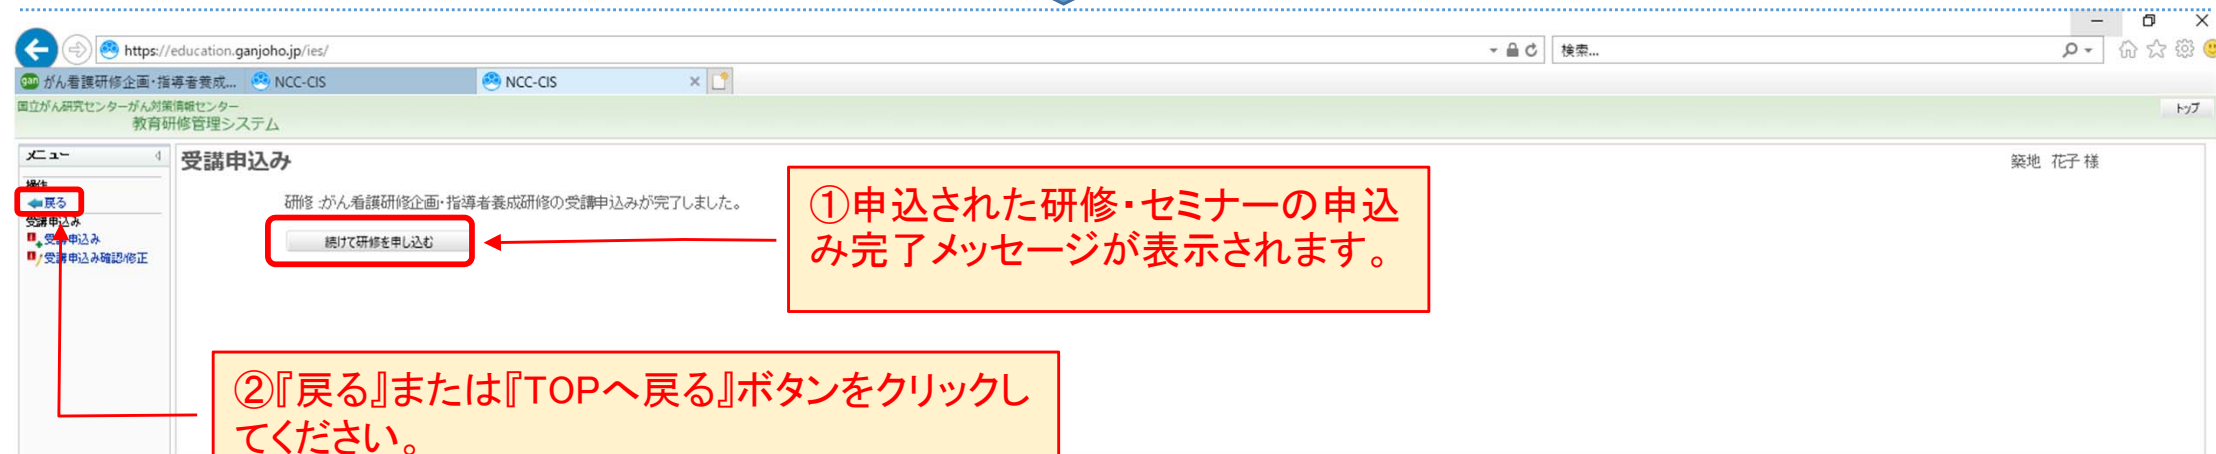 https://education.ganjoho.jp/ies/
検索...
がん看護研修企画・指導者養成...
NCC-CIS
NCC-CIS
国立がん研究センターがん対策情報センター
教育研修管理システム
トップ
メニュー
受講申込み
築地 花子 様
操作
戻る
受講申込み
受講申込み
受講申込み確認/修正
研修 :がん看護研修企画・指導者養成研修の受講申込みが完了しました。
続けて研修を申し込む
①申込された研修・セミナーの申込
み完了メッセージが表示されます。
②『戻る』または『TOPへ戻る』ボタンをクリックし
てください。